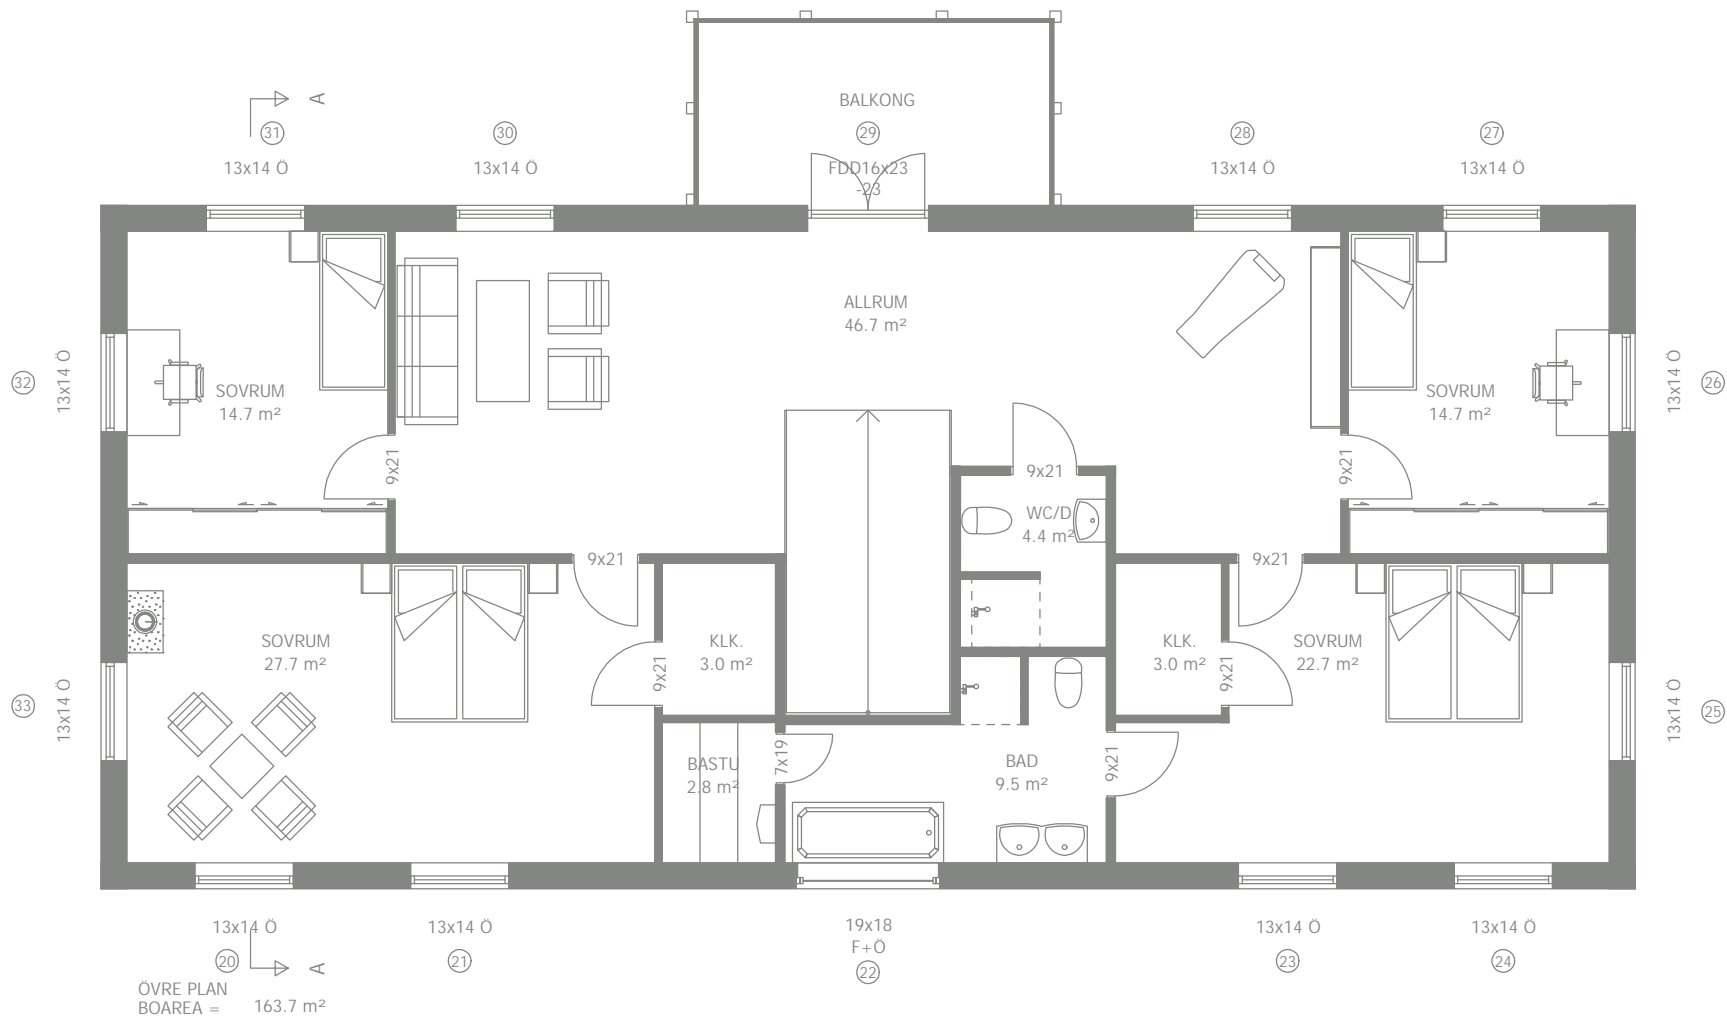 BALKONG
A
31
30
29
28
27
13x14 Ö
13x14 Ö
FDD16x23
-23
13x14 Ö
13x14 Ö
ALLRUM
46.7 m²
32
13x14 Ö
SOVRUM
14.7 m²
SOVRUM
14.7 m²
13x14 Ö
26
9x21
9x21
9x21
WC/D
4.4 m²
9x21
9x21
SOVRUM
27.7 m²
KLK.
3.0 m²
KLK.
3.0 m²
SOVRUM
22.7 m²
9x21
9x21
33
13x14 Ö
13x14 Ö
25
BASTU
2.8 m²
7x19
BAD
9.5 m²
9x21
13x14 Ö
13x14 Ö
19x18
F+Ö
13x14 Ö
13x14 Ö
20
A
21
22
23
24
ÖVRE PLAN
BOAREA = 163.7 m²